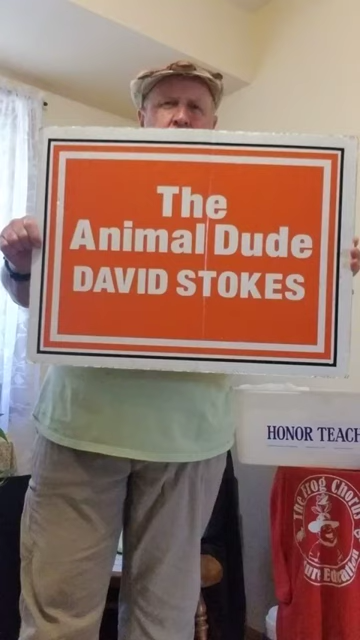 The
Animal Dude
DAVID STOKES
HONOR TEACH
The Frog Chorus